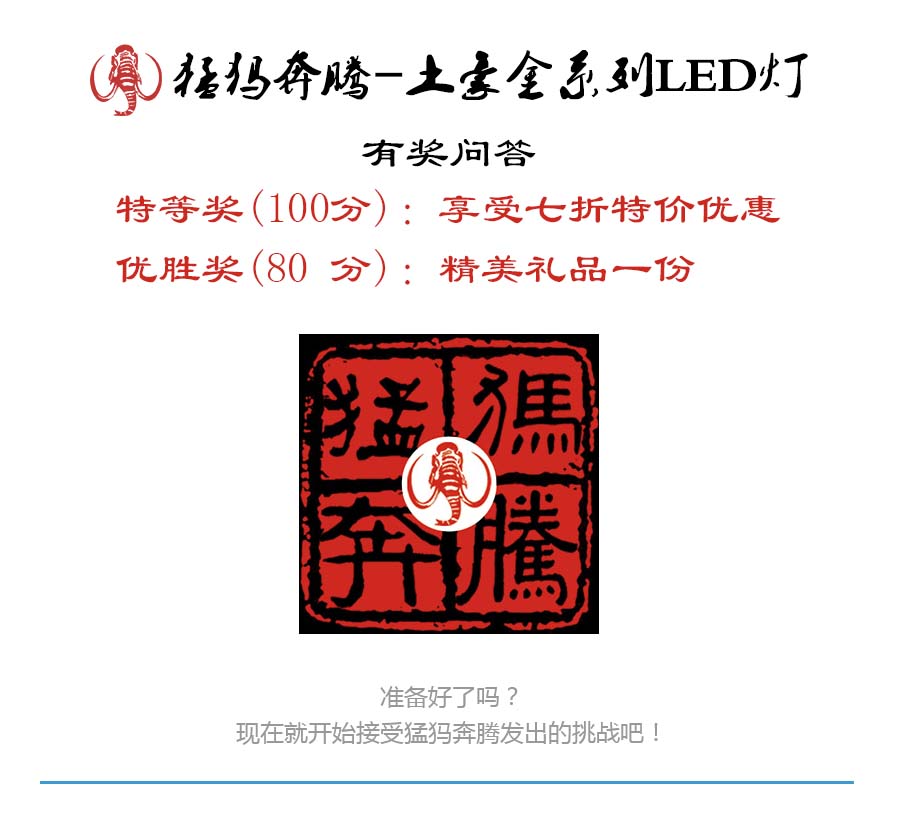 猛犸奔腾-土豪金系列LED灯
有奖问答
特等奖(100分)：享受七折特价优惠
优胜奖(80 分)：精美礼品一份
猛獁
奔騰
准备好了吗？
现在就开始接受猛犸奔腾发出的挑战吧！